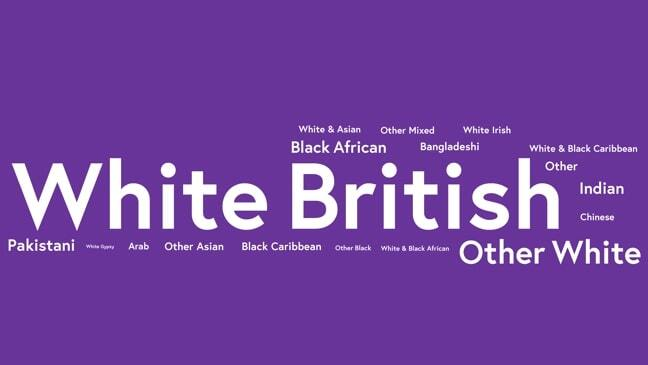 White & Asian
Other Mixed
White Irish
Black African
Bangladeshi
White & Black Caribbean
Other
White British
Indian
Chinese
Pakistani
White Gypsy
Arab
Other Asian
Black Caribbean
Other Black
White & Black African
Other White